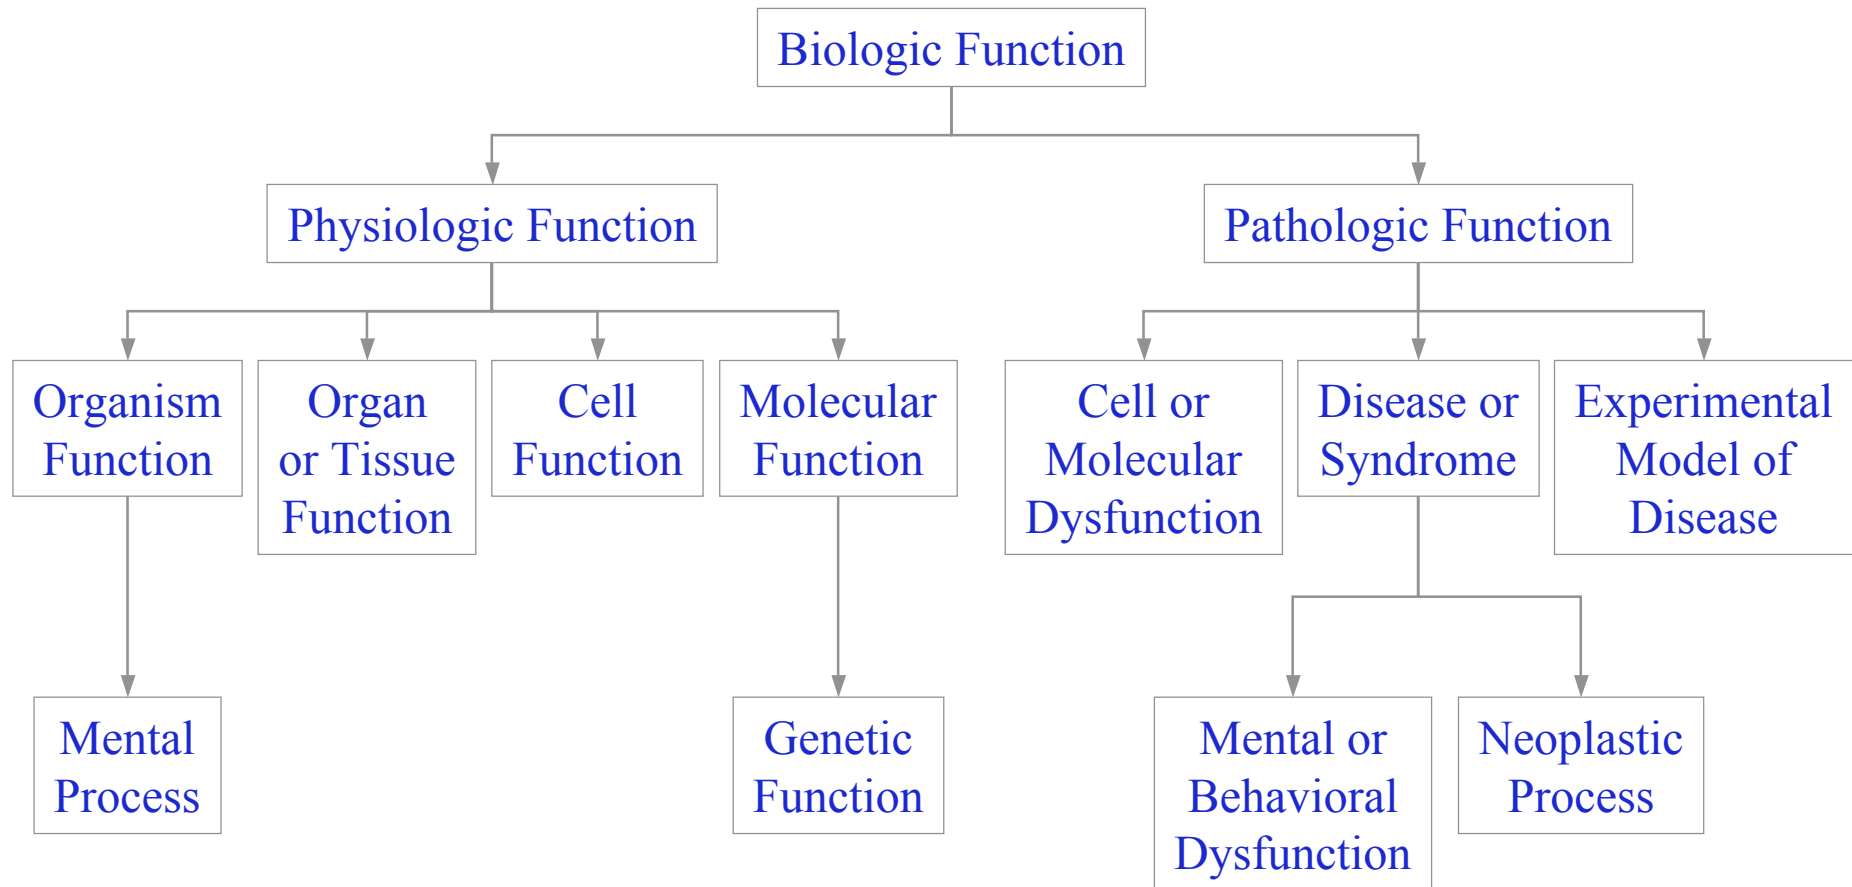 Biologic Function
Physiologic Function
Pathologic Function
Organism
Function
Organ
or Tissue
Function
Cell
Function
Molecular
Function
Cell or
Molecular
Dysfunction
Disease or
Syndrome
Experimental
Model of
Disease
Mental
Process
Genetic
Function
Mental or
Behavioral
Dysfunction
Neoplastic
Process